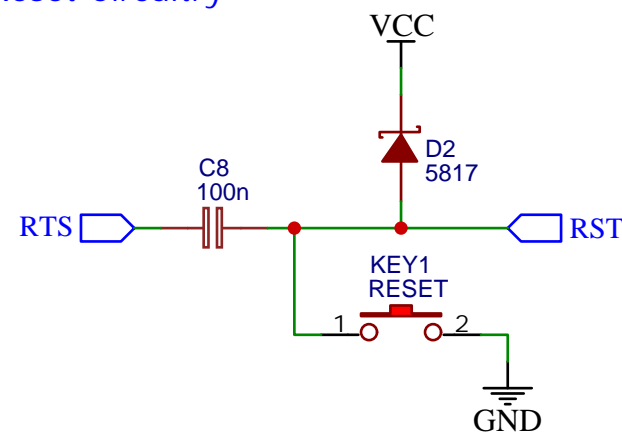 VCC
D2
5817
C8
100n
RTS
RST
KEY1
RESET
1
2
GND